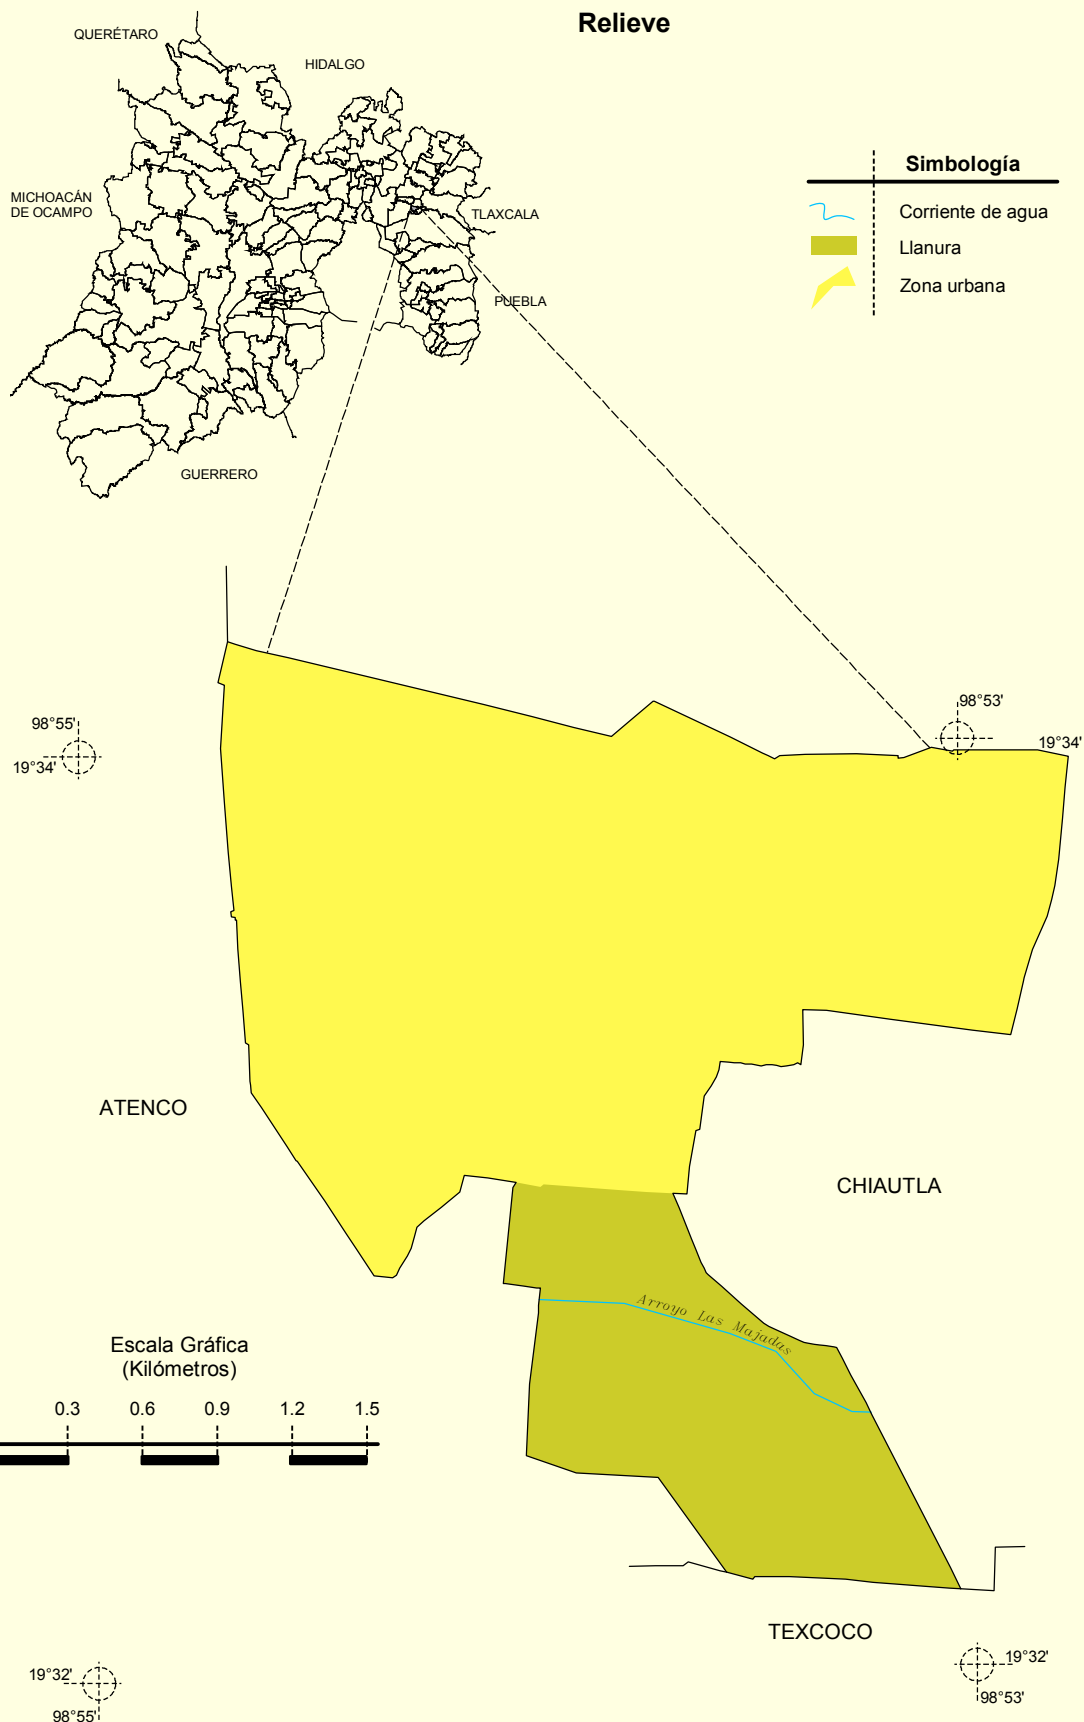 Relieve
QUERÉTARO
HIDALGO
MICHOACÁN
DE OCAMPO
TLAXCALA
PUEBLA
GUERRERO
Simbología
Corriente de agua
Llanura
Zona urbana
98°55'
19°34'
98°53'
19°34'
ATENCO
CHIAUTLA
Arroyo Las Majadas
Escala Gráfica
(Kilómetros)
0.3 0.6 0.9 1.2 1.5
TEXCOCO
19°32'
98°55'
19°32'
98°53'